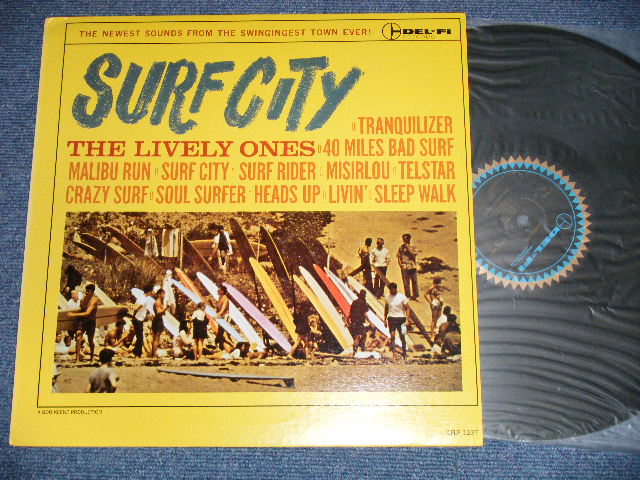 THE NEWEST SOUNDS FROM THE SWINGINGEST TOWN EVER!
DEL-FI
RECORDS
SURF CITY
TRANQUILIZER
THE LIVELY ONES 40 MILES BAD SURF
MALIBU RUN SURF CITY SURF RIDER MISIRLOU TELSTAR
CRAZY SURF SOUL SURFER HEADS UP LIVIN' SLEEP WALK
A BOB KEENE PRODUCTION
DFLP 1237